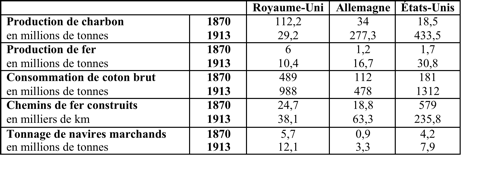 Royaume-Uni Allemagne États-Unis
Production de charbon 1870 112,2 34 18,5
en millions de tonnes 1913 29,2 277,3 433,5
Production de fer 1870 6 1,2 1,7
en millions de tonnes 1913 10,4 16,7 30,8
Consommation de coton brut 1870 489 112 181
en millions de tonnes 1913 988 478 1312
Chemins de fer construits 1870 24,7 18,8 579
en milliers de km 1913 38,1 63,3 235,8
Tonnage de navires marchands 1870 5,7 0,9 4,2
en millions de tonnes 1913 12,1 3,3 7,9